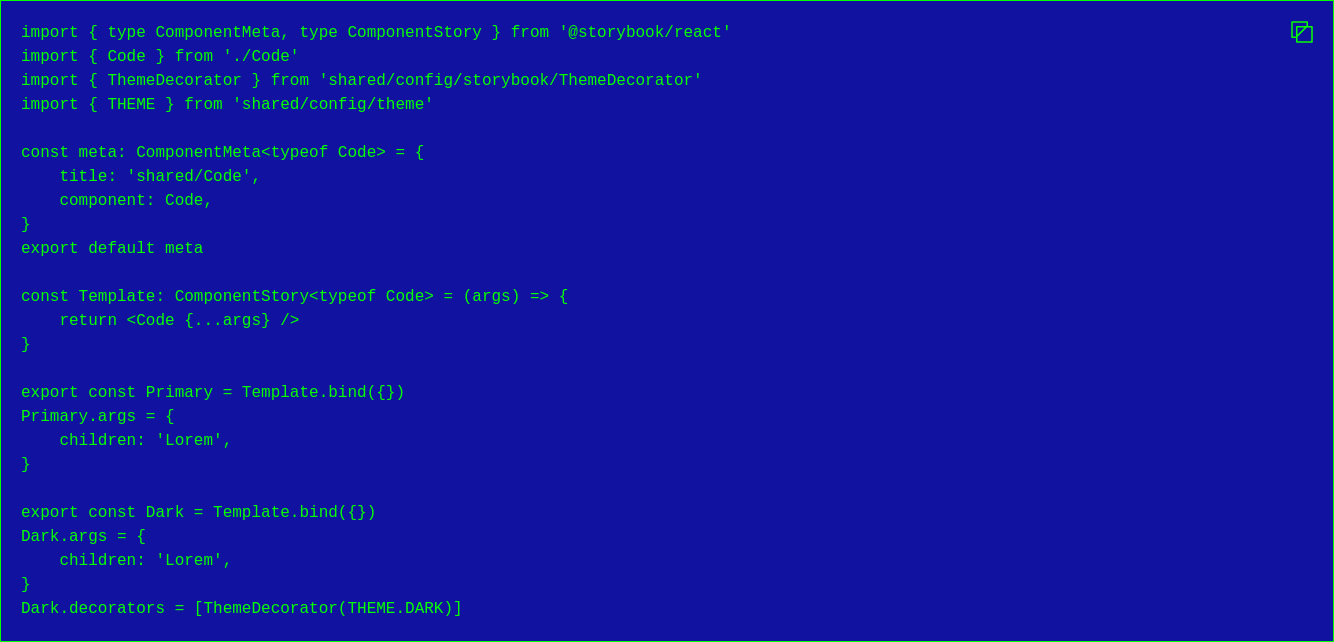 import { type ComponentMeta, type ComponentStory } from '@storybook/react'
import { Code } from './Code'
import { ThemeDecorator } from 'shared/config/storybook/ThemeDecorator'
import { THEME } from 'shared/config/theme'

const meta: ComponentMeta<typeof Code> = {
    title: 'shared/Code',
    component: Code,
}
export default meta

const Template: ComponentStory<typeof Code> = (args) => {
    return <Code {...args} />
}

export const Primary = Template.bind({})
Primary.args = {
    children: 'Lorem',
}

export const Dark = Template.bind({})
Dark.args = {
    children: 'Lorem',
}
Dark.decorators = [ThemeDecorator(THEME.DARK)]